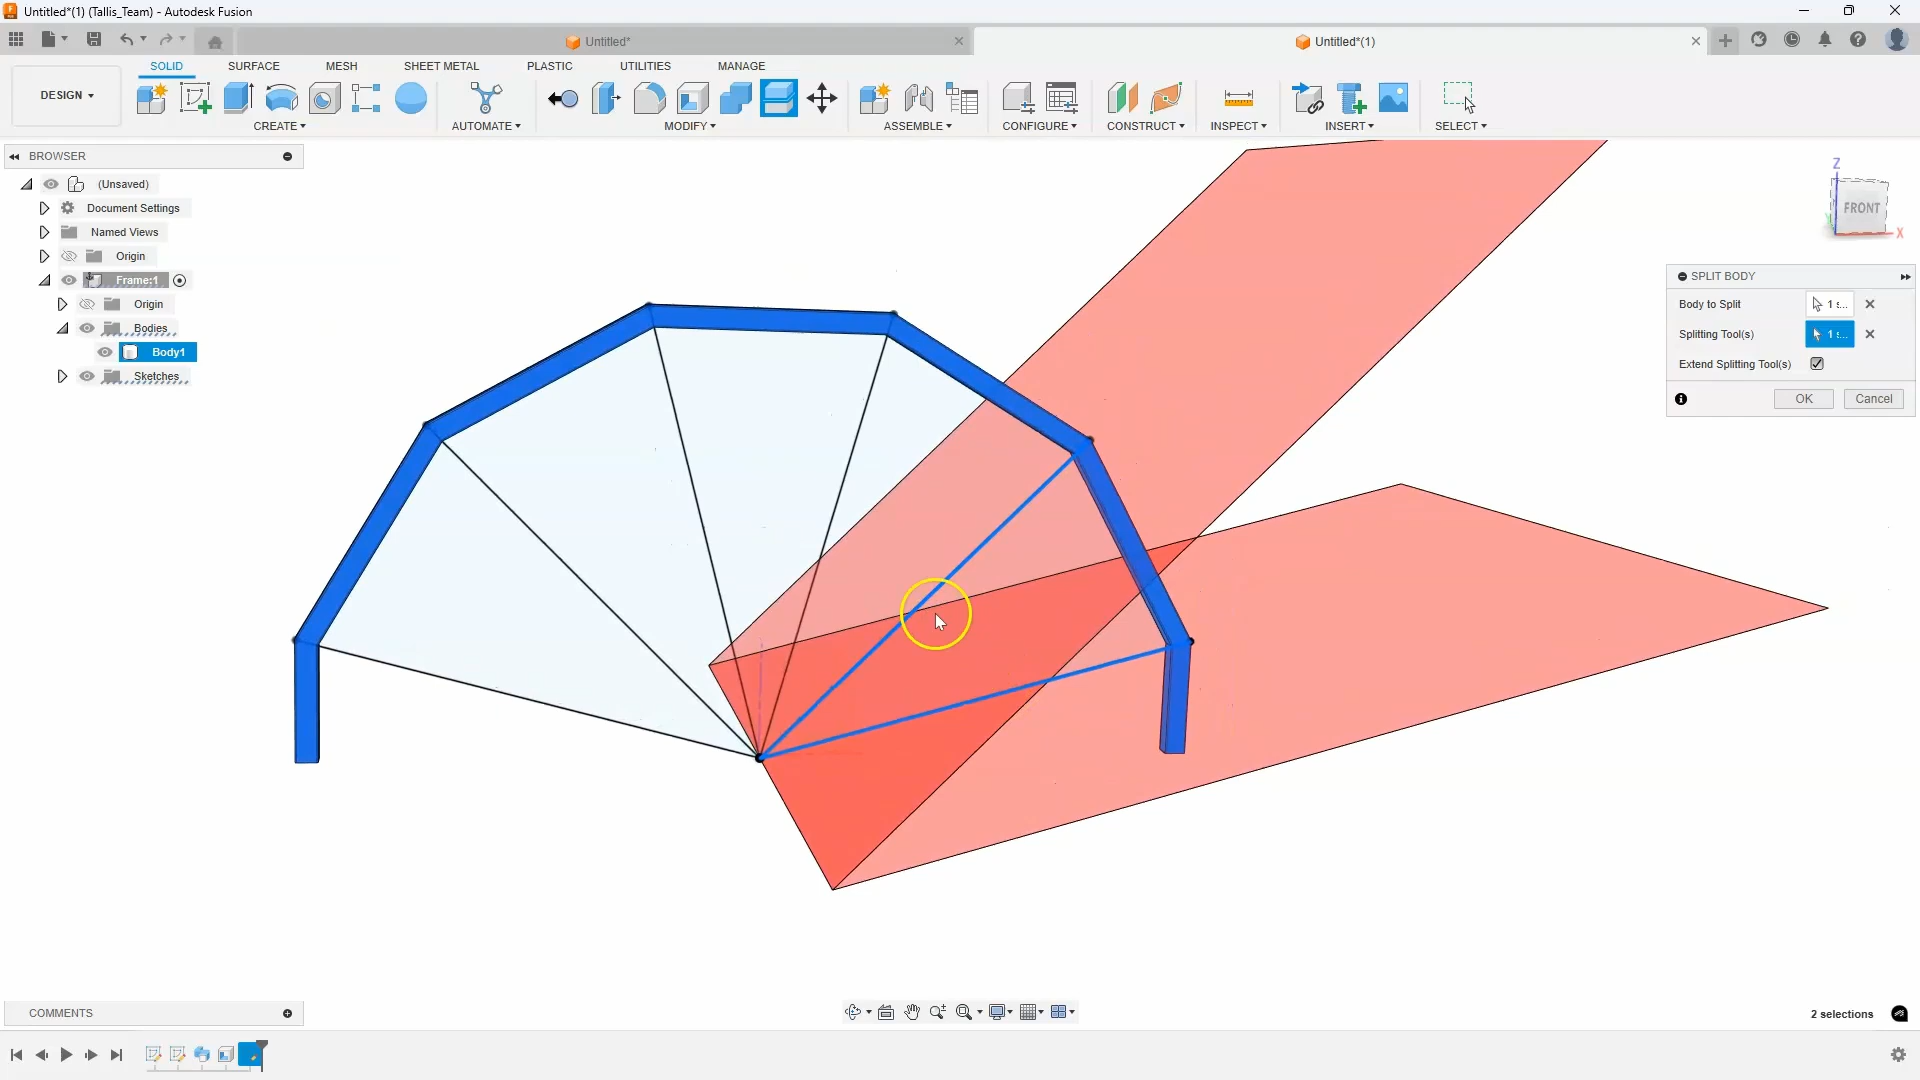 Untitled*(1) (Tallis_Team) - Autodesk Fusion
Untitled*
Untitled*(1)
DESIGN
SOLID
SURFACE
MESH
SHEET METAL
PLASTIC
UTILITIES
MANAGE
CREATE
AUTOMATE
MODIFY
ASSEMBLE
CONFIGURE
CONSTRUCT
INSPECT
INSERT
SELECT
BROWSER
(Unsaved)
Document Settings
Named Views
Origin
Frame:1
Origin
Bodies
Body1
Sketches
Z
FRONT
X
SPLIT BODY
Body to Split
1 s...
Splitting Tool(s)
1 s...
Extend Splitting Tool(s)
OK
Cancel
COMMENTS
2 selections